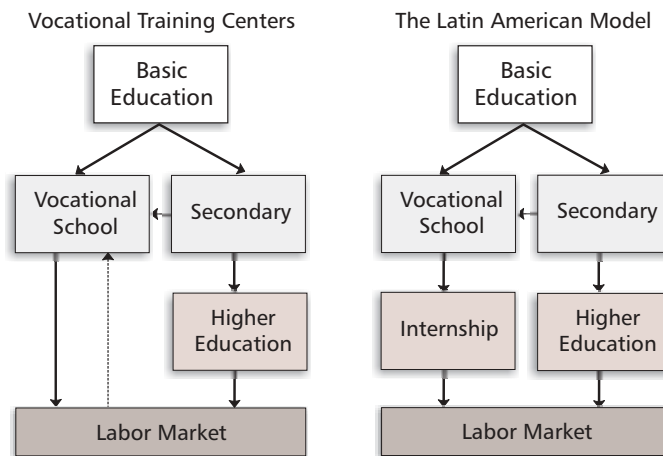 Vocational Training Centers
Basic
Education
Vocational
School
Secondary
Higher
Education
Labor Market
The Latin American Model
Basic
Education
Vocational
School
Secondary
Internship
Higher
Education
Labor Market